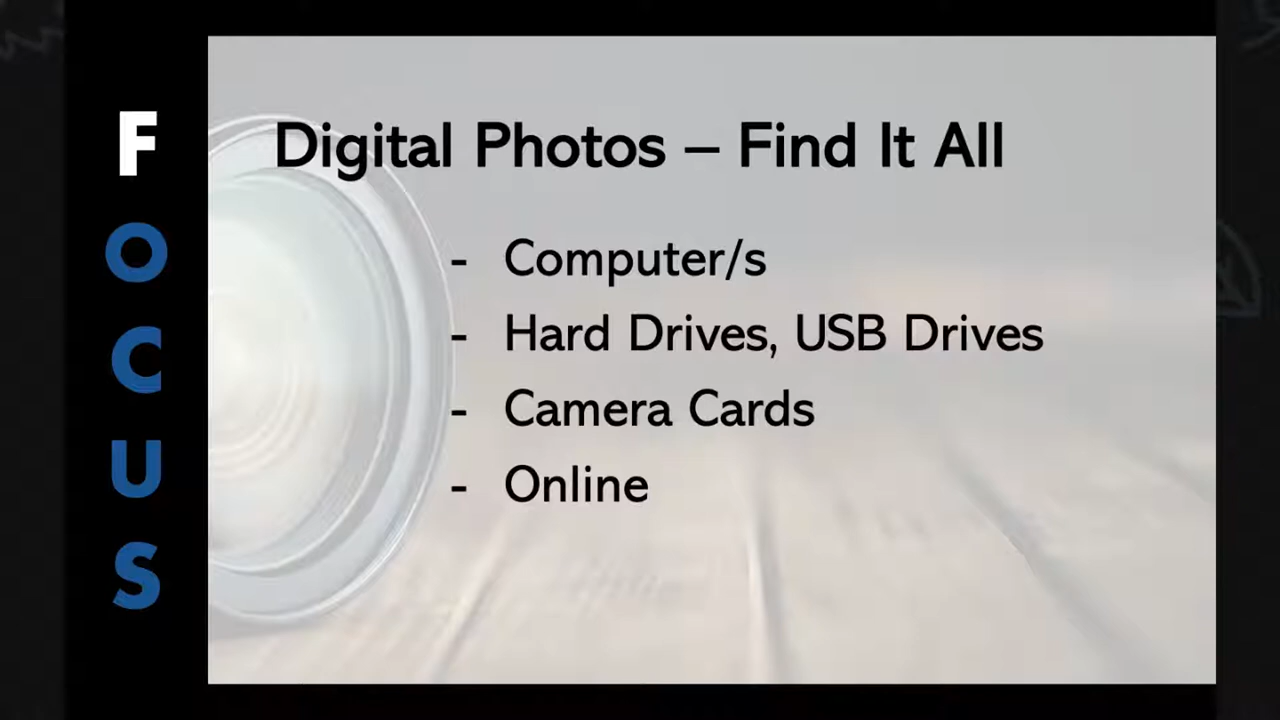 F
O
C
U
S
Digital Photos – Find It All
- Computer/s
- Hard Drives, USB Drives
- Camera Cards
- Online